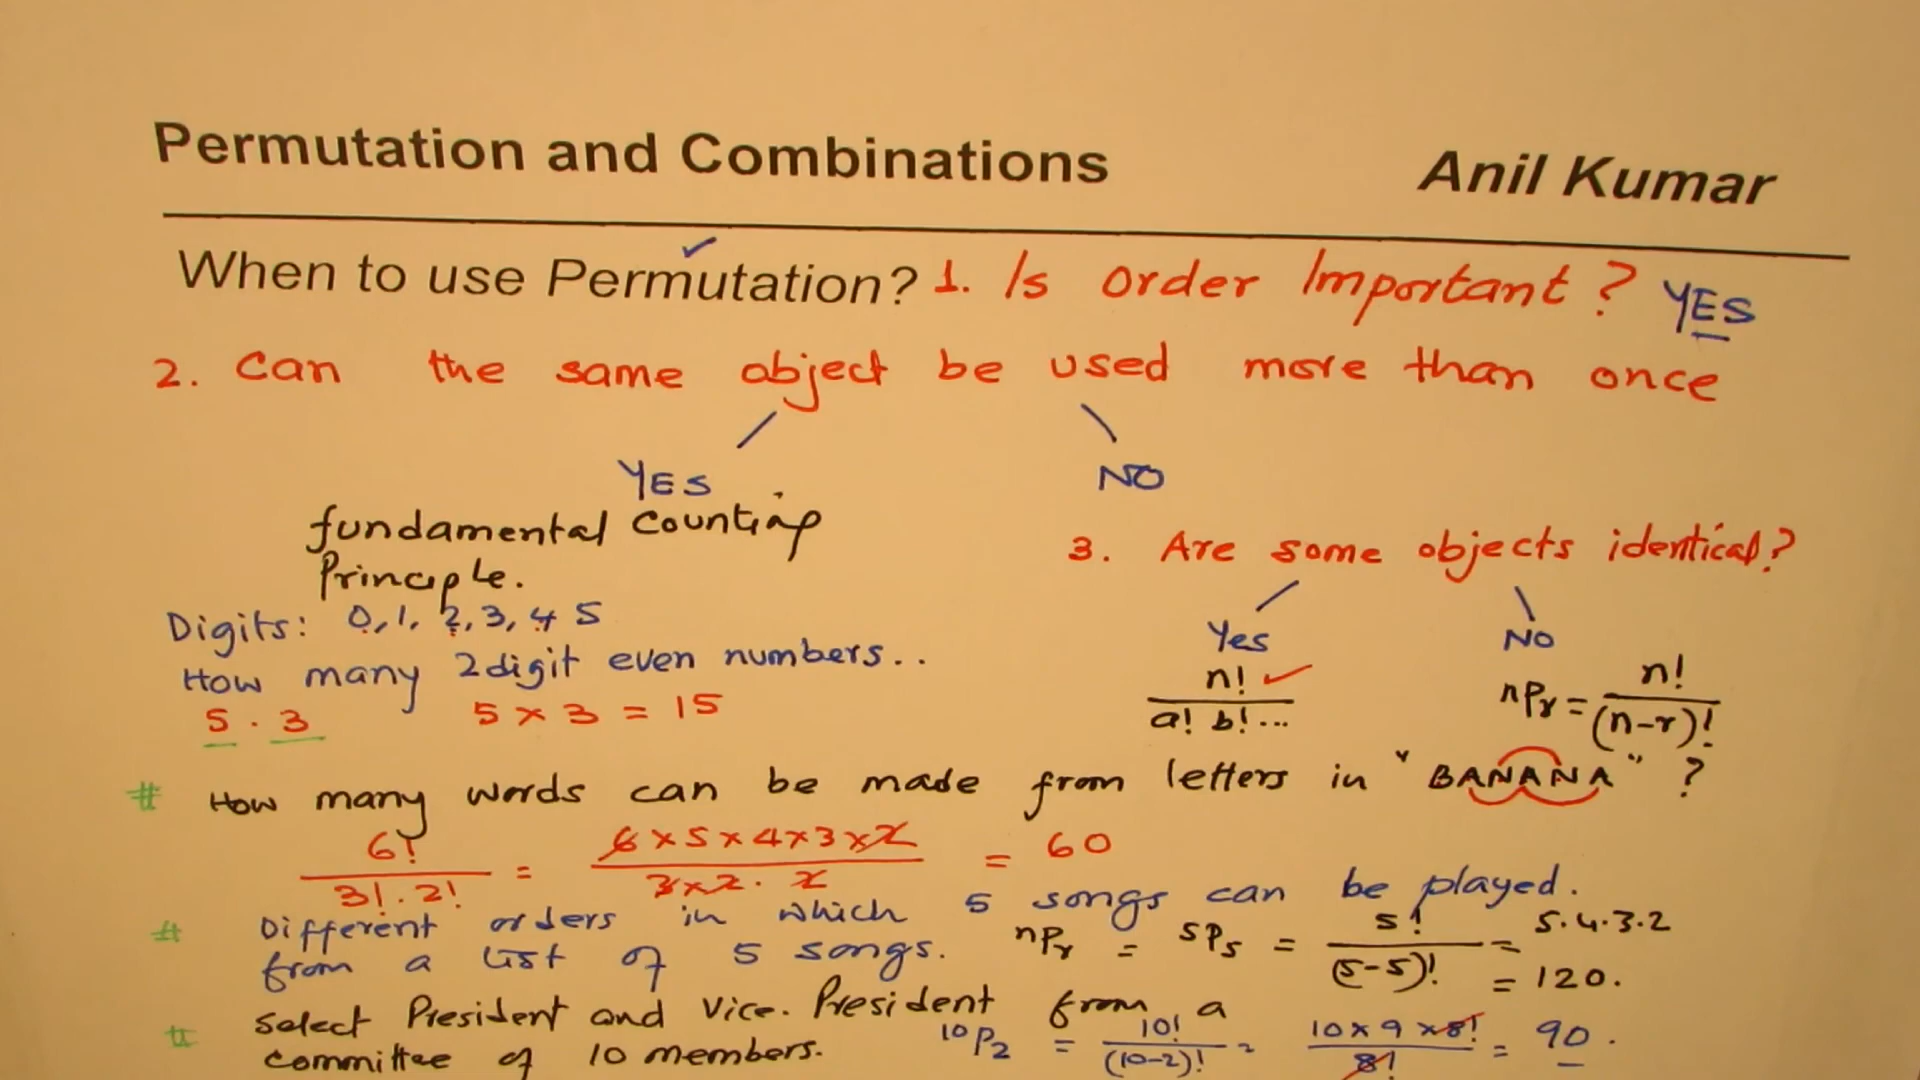 Permutation and Combinations Anil Kumar
When to use Permutation? 1. Is order Important? YES
2. Can the same object be used more than once
YES NO
fundamental Counting
Principle.
3. Are some objects identical?
Digits: 0, 1, 2, 3, 4 5
Yes NO
How many 2digit even numbers..
n! / a! b!... nPr = n! / (n-r)!
5 . 3 5 x 3 = 15
# How many words can be made from letters in "BANANA" ?
6! / 3!.2! = 6 x 5 x 4 x 3 x 2 / 3 x 2 . 2 = 60
# Different orders in which 5 songs can be played.
from a list of 5 songs. nPr = 5P5 = 5! / (5-5)! = 5.4.3.2
= 120.
# Select President and Vice. President from a
committee of 10 members. 10P2 = 10! / (10-2)! = 10 x 9 x 8! / 8! = 90.